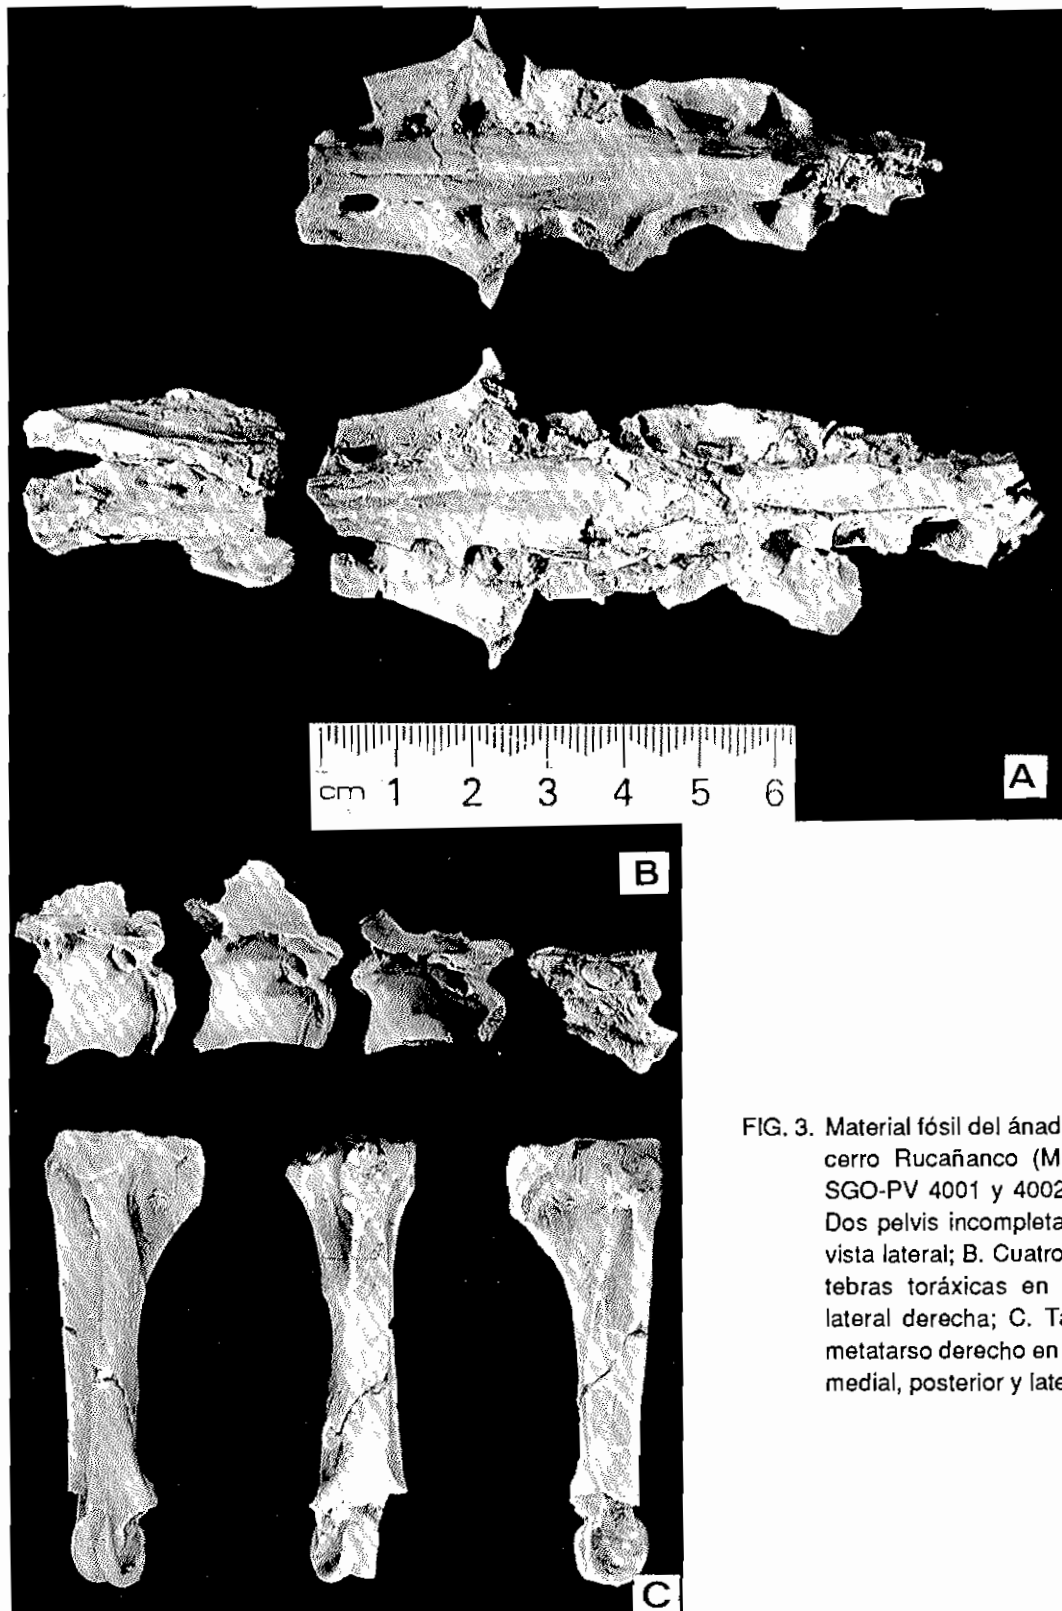 A
cm 1 2 3 4 5 6
B
FIG. 3. Material fósil del ánad
cerro Rucañanco (M
SGO-PV 4001 y 4002
Dos pelvis incompleta
vista lateral; B. Cuatro
tebras toráxicas en
lateral derecha; C. Ta
metatarso derecho en
medial, posterior y late
C